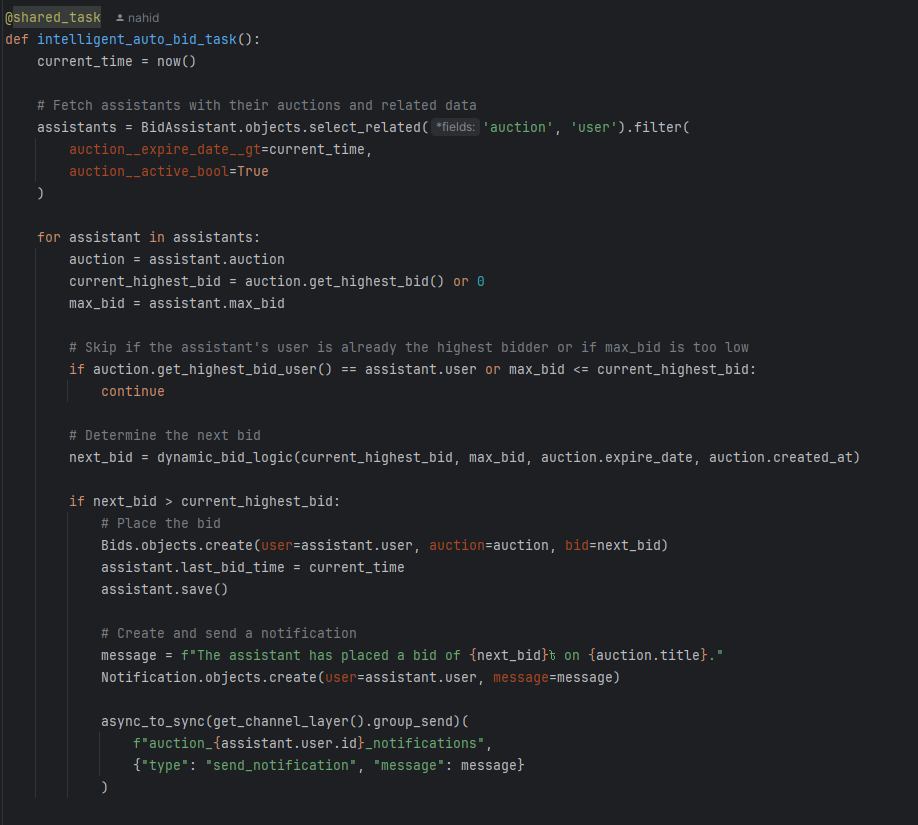 @shared_task nahid
def intelligent_auto_bid_task():
    current_time = now()

    # Fetch assistants with their auctions and related data
    assistants = BidAssistant.objects.select_related( *fields: 'auction', 'user').filter(
        auction__expire_date__gt=current_time,
        auction__active_bool=True
    )

    for assistant in assistants:
        auction = assistant.auction
        current_highest_bid = auction.get_highest_bid() or 0
        max_bid = assistant.max_bid

        # Skip if the assistant's user is already the highest bidder or if max_bid is too low
        if auction.get_highest_bid_user() == assistant.user or max_bid <= current_highest_bid:
            continue

        # Determine the next bid
        next_bid = dynamic_bid_logic(current_highest_bid, max_bid, auction.expire_date, auction.created_at)

        if next_bid > current_highest_bid:
            # Place the bid
            Bids.objects.create(user=assistant.user, auction=auction, bid=next_bid)
            assistant.last_bid_time = current_time
            assistant.save()

            # Create and send a notification
            message = f"The assistant has placed a bid of {next_bid}৳ on {auction.title}."
            Notification.objects.create(user=assistant.user, message=message)

            async_to_sync(get_channel_layer().group_send)(
                f"auction_{assistant.user.id}_notifications",
                {"type": "send_notification", "message": message}
            )